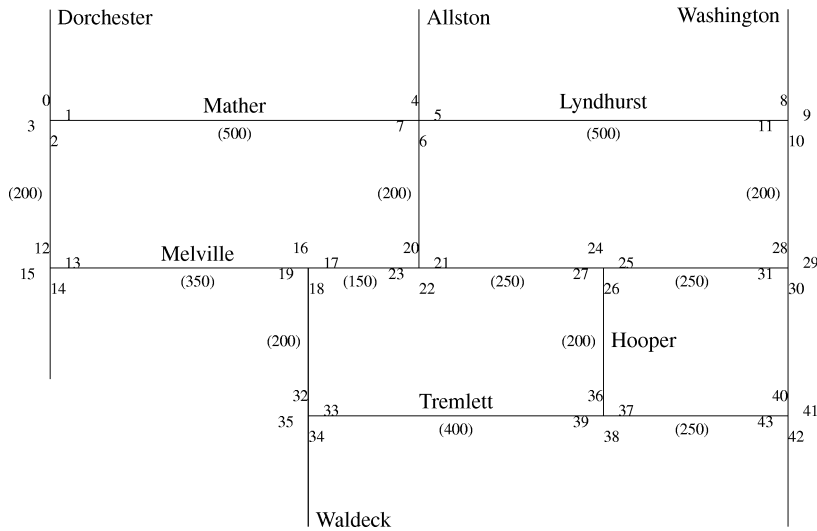 Dorchester Allston Washington
0 Mather 4 Lyndhurst 8
1 5 9
3 (500) 7 (500) 11
2 6 10
(200) (200) (200)
12 Melville 16 20 24 28
13 17 21 25 29
15 (350) 19 (150) 23 (250) 27 (250) 31
14 18 22 26 30
(200) (200) Hooper
32 Tremlett 36 40
33 37 41
35 (400) 39 (250) 43
34 38 42
Waldeck